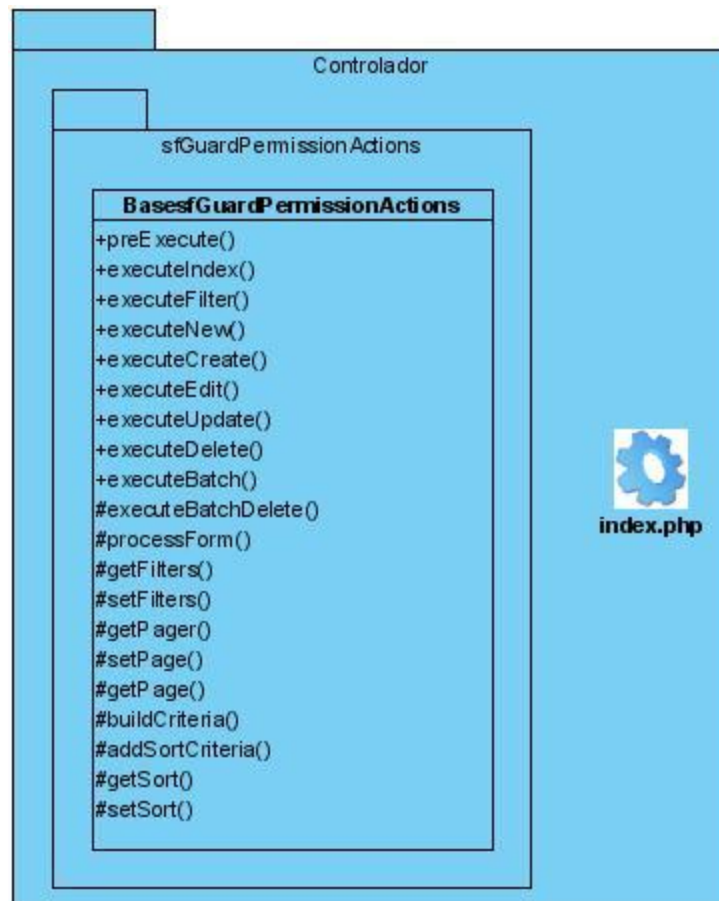 Controlador
sfGuardPermissionActions
BasesfGuardPermissionActions
+preExecute()
+executeIndex()
+executeFilter()
+executeNew()
+executeCreate()
+executeEdit()
+executeUpdate()
+executeDelete()
+executeBatch()
#executeBatchDelete()
#processForm()
#getFilters()
#setFilters()
#getPager()
#setPage()
#getPage()
#buildCriteria()
#addSortCriteria()
#getSort()
#setSort()
index.php